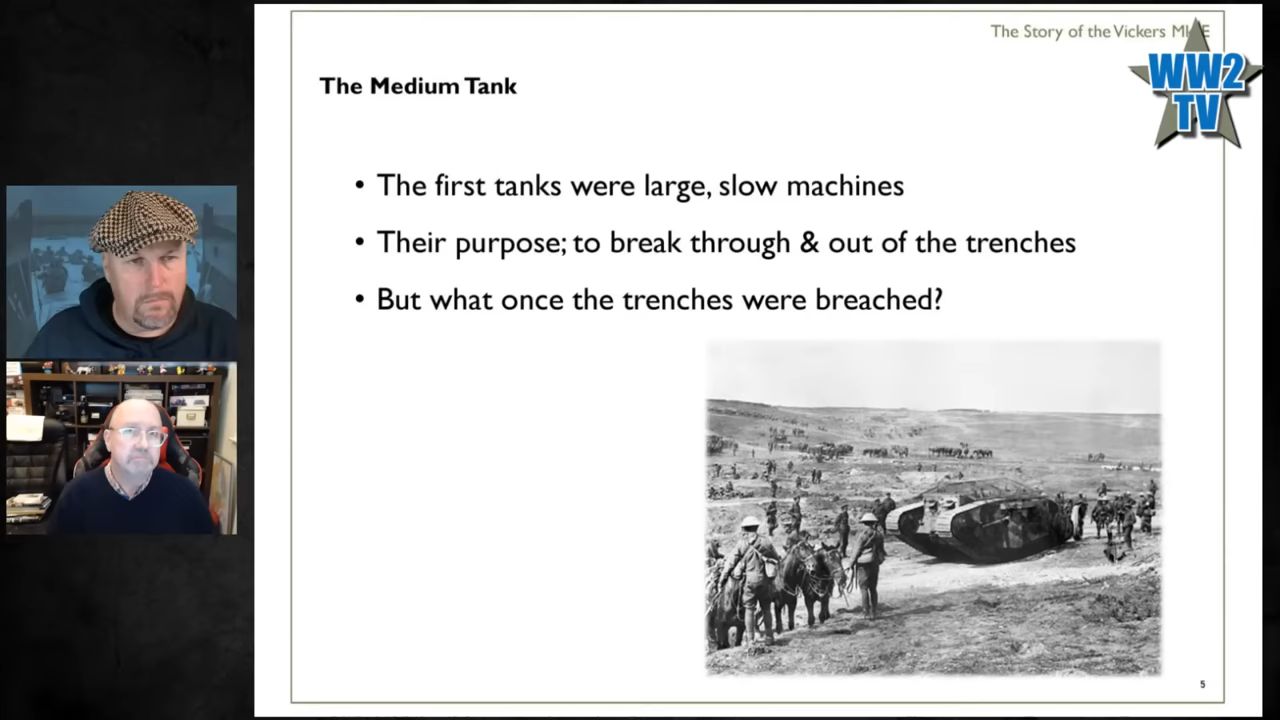 The Story of the Vickers Mk E
WW2
TV
The Medium Tank
• The first tanks were large, slow machines
• Their purpose; to break through & out of the trenches
• But what once the trenches were breached?
5